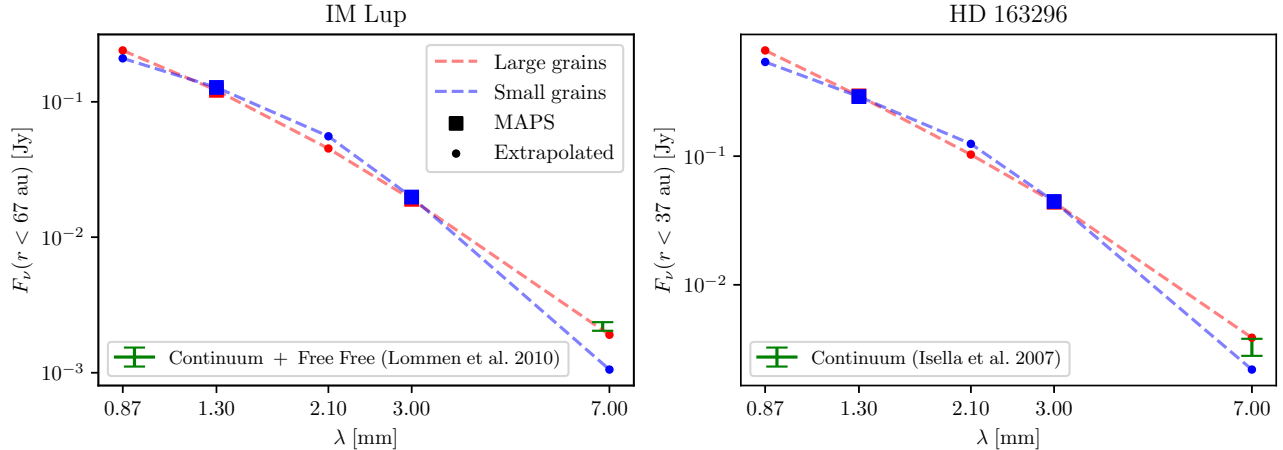 IM Lup
F_ν(r < 67 au) [Jy]
10^−1
10^−2
10^−3
Large grains
Small grains
MAPS
Extrapolated
Continuum + Free Free (Lommen et al. 2010)
0.87 1.30 2.10 3.00 7.00
λ [mm]
HD 163296
F_ν(r < 37 au) [Jy]
10^−1
10^−2
Continuum (Isella et al. 2007)
0.87 1.30 2.10 3.00 7.00
λ [mm]